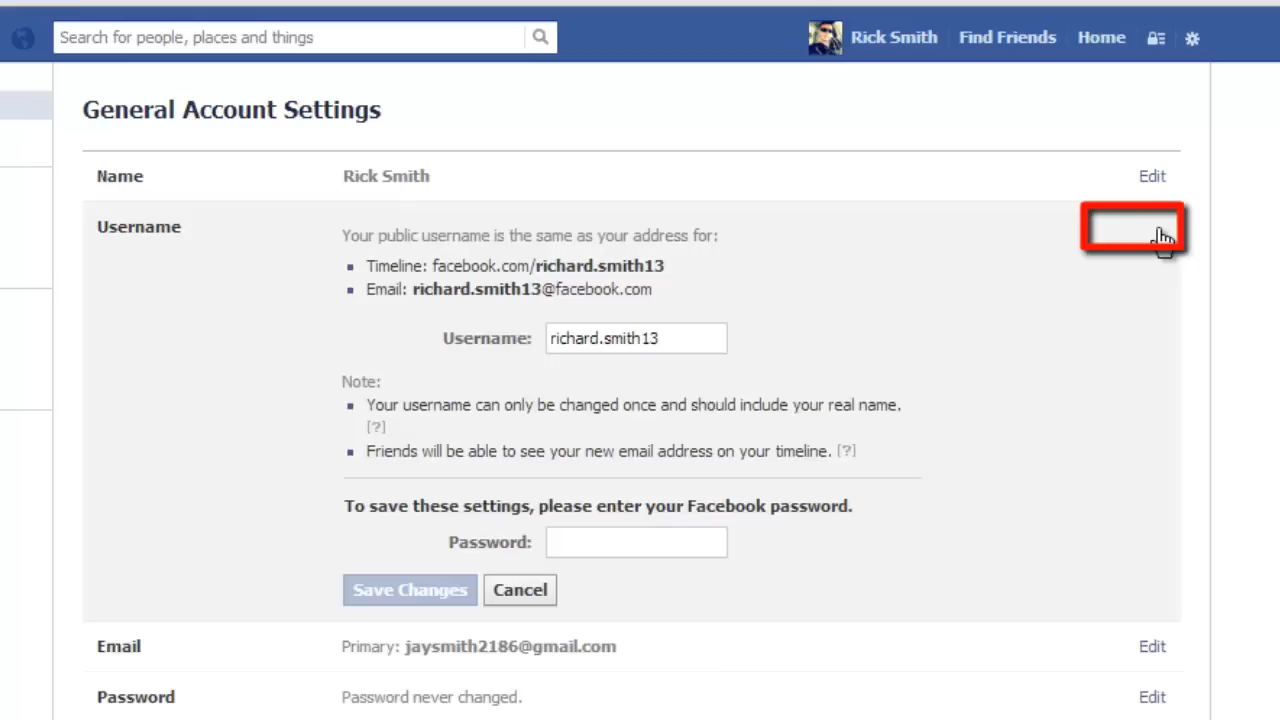 Search for people, places and things
Rick Smith Find Friends Home
General Account Settings
Name Rick Smith Edit
Username
Your public username is the same as your address for:
Timeline: facebook.com/richard.smith13
Email: richard.smith13@facebook.com
Username: richard.smith13
Note:
Your username can only be changed once and should include your real name.
[?]
Friends will be able to see your new email address on your timeline. [?]
To save these settings, please enter your Facebook password.
Password:
Save Changes Cancel
Email Primary: jaysmith2186@gmail.com Edit
Password Password never changed. Edit